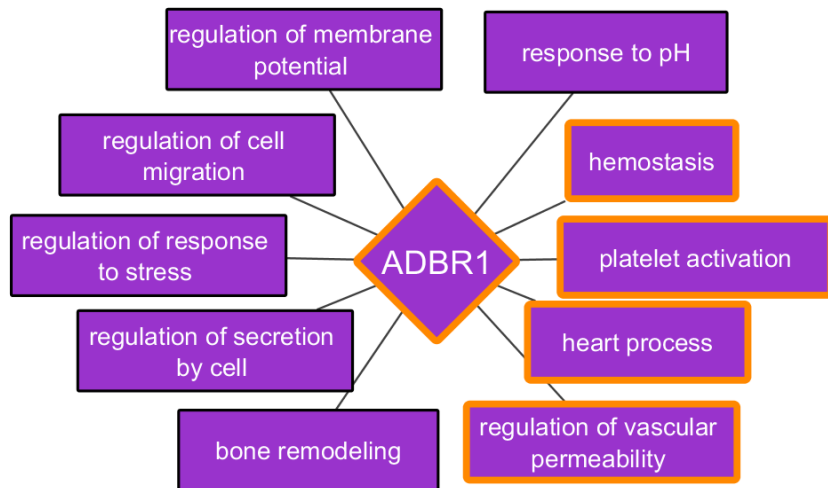 regulation of membrane
potential
response to pH
regulation of cell
migration
hemostasis
regulation of response
to stress
ADBR1
platelet activation
regulation of secretion
by cell
heart process
bone remodeling
regulation of vascular
permeability